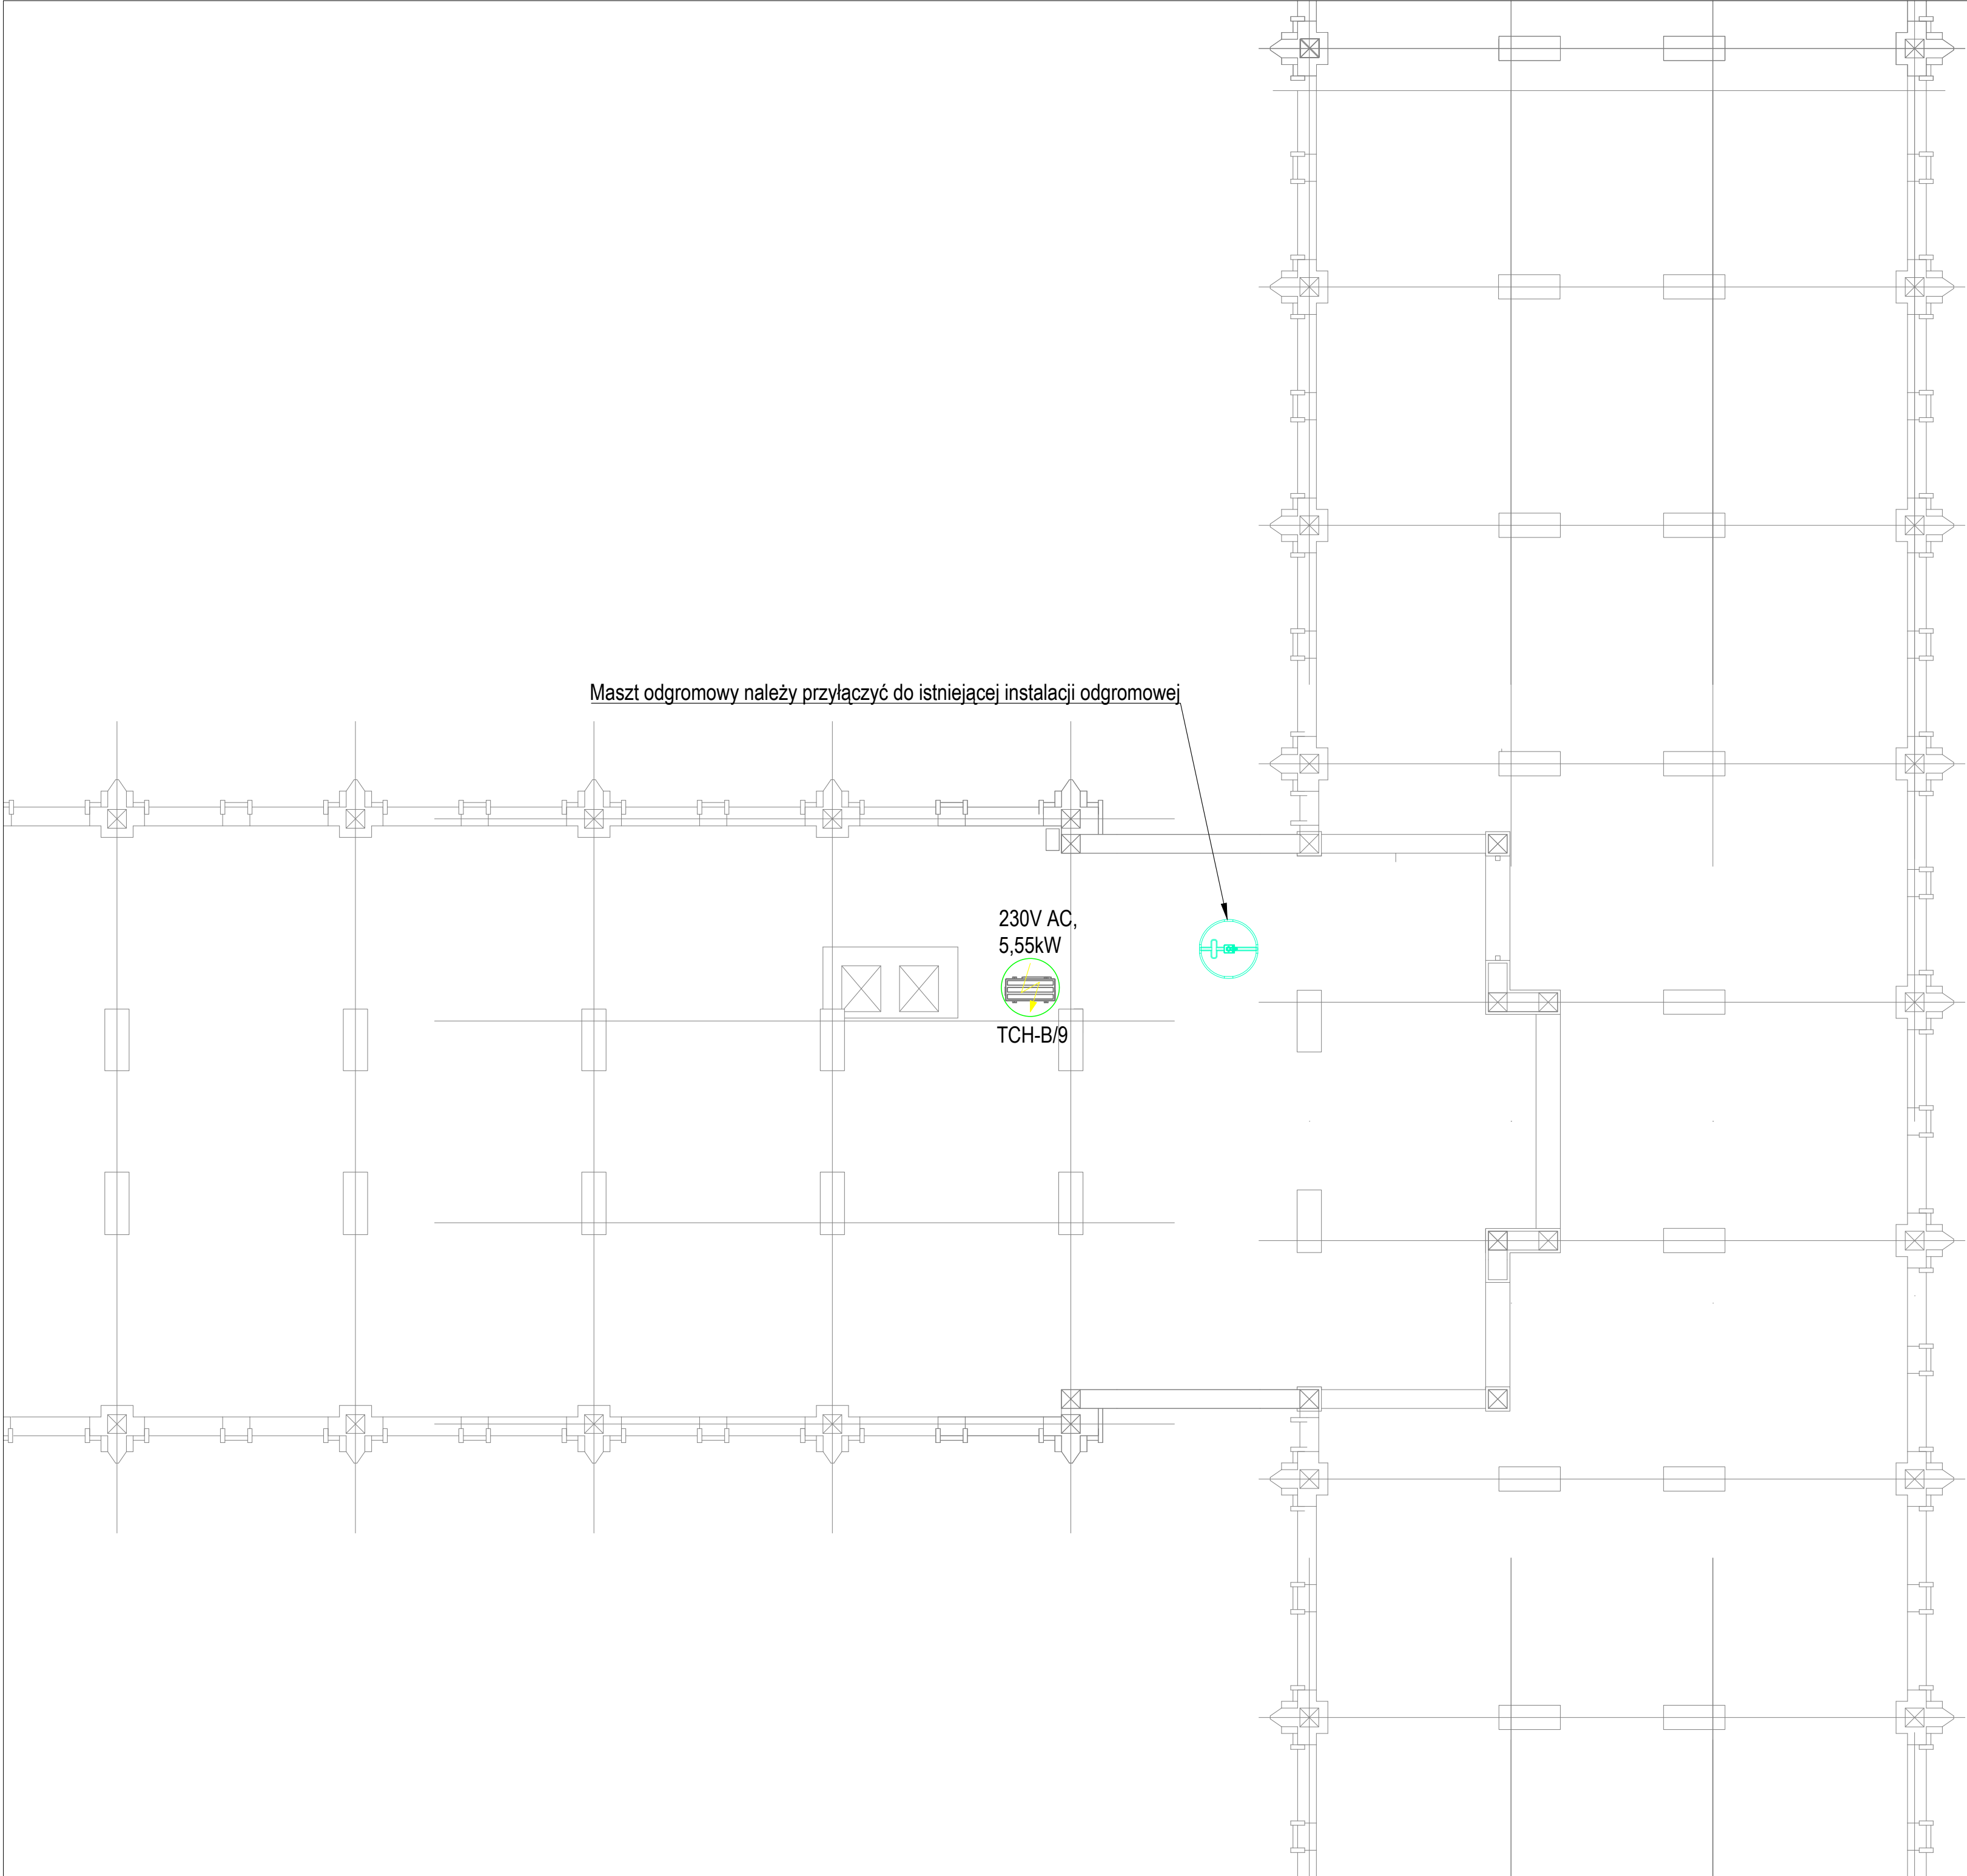 Maszt odgromowy należy przyłączyć do istniejącej instalacji odgromowej
230V AC,
5,55kW
TCH-B/9